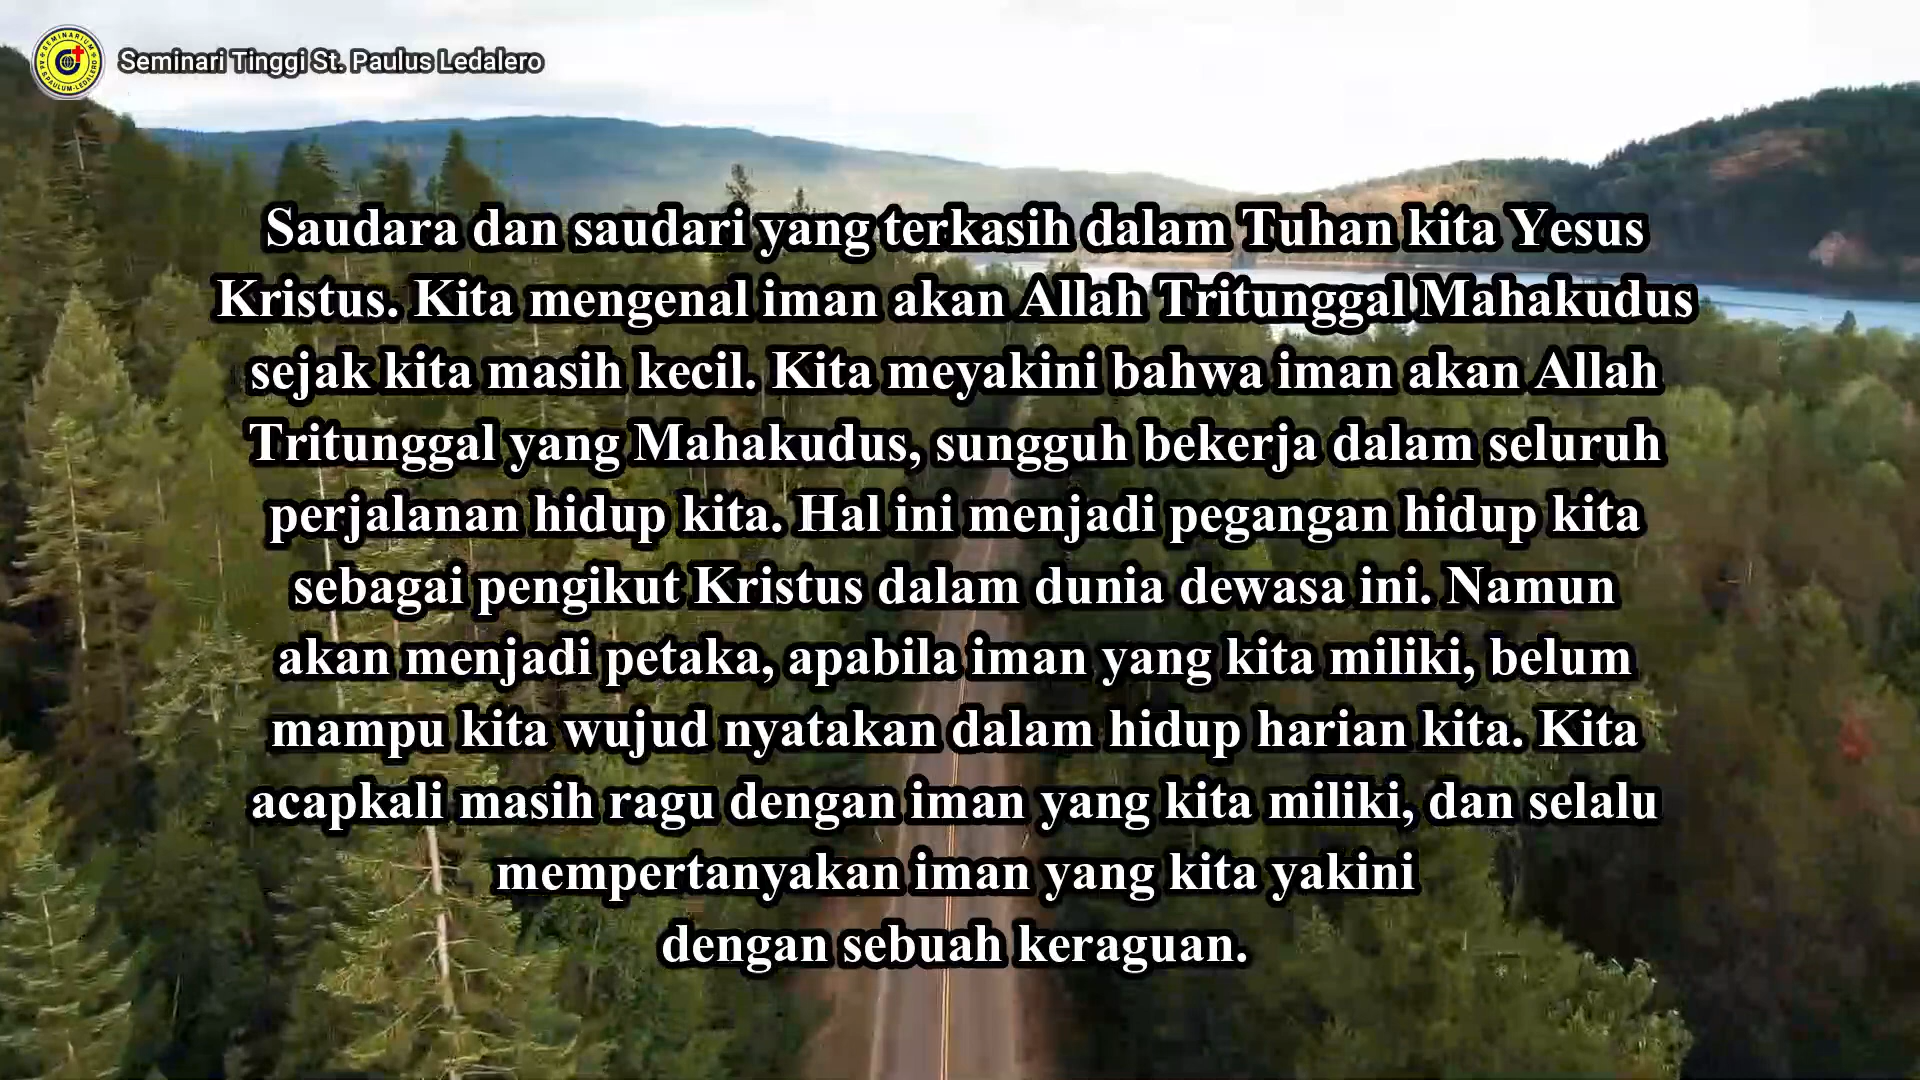 Seminari Tinggi St. Paulus Ledalero
Saudara dan saudari yang terkasih dalam Tuhan kita Yesus
Kristus. Kita mengenal iman akan Allah Tritunggal Mahakudus
sejak kita masih kecil. Kita meyakini bahwa iman akan Allah
Tritunggal yang Mahakudus, sungguh bekerja dalam seluruh
perjalanan hidup kita. Hal ini menjadi pegangan hidup kita
sebagai pengikut Kristus dalam dunia dewasa ini. Namun
akan menjadi petaka, apabila iman yang kita miliki, belum
mampu kita wujud nyatakan dalam hidup harian kita. Kita
acapkali masih ragu dengan iman yang kita miliki, dan selalu
mempertanyakan iman yang kita yakini
dengan sebuah keraguan.